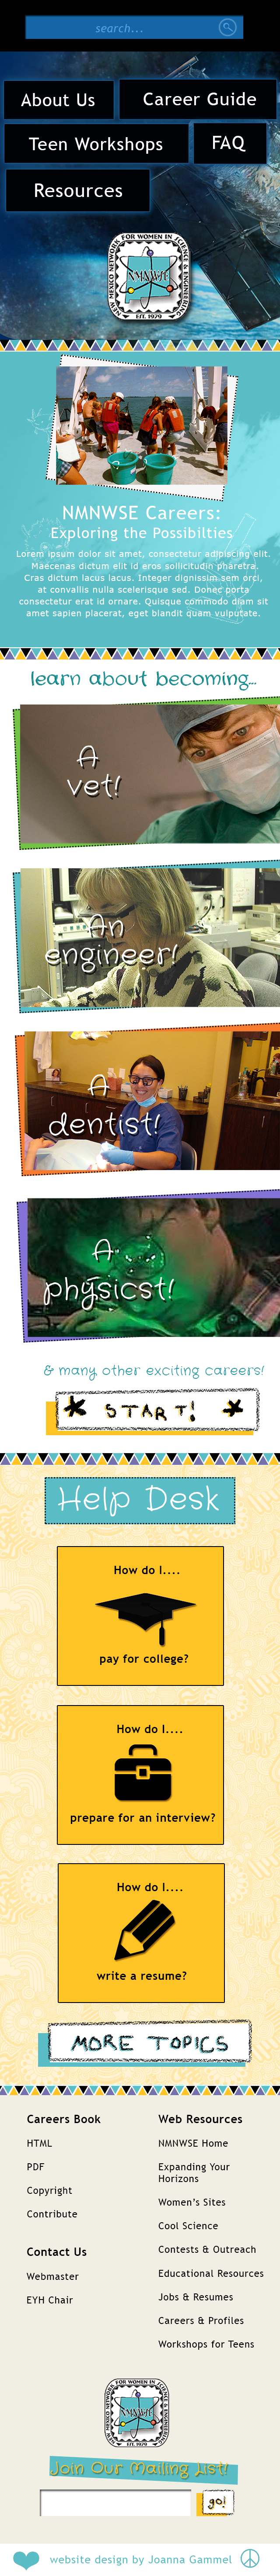 search...
About Us
Career Guide
Teen Workshops
FAQ
Resources
NEW MEXICO NETWORK FOR WOMEN IN SCIENCE & ENGINEERING
NMNWSE
EST. 1979
NMNWSE Careers:
Exploring the Possibilties
Lorem ipsum dolor sit amet, consectetur adipiscing elit.
Maecenas dictum elit id eros sollicitudin pharetra.
Cras dictum lacus lacus. Integer dignissim sem orci,
at convallis nulla scelerisque sed. Donec porta
consectetur erat id ornare. Quisque commodo diam sit
amet sapien placerat, eget blandit quam vulputate.
learn about becoming...
A
vet!
An
engineer!
A
dentist!
A
physicst!
& many other exciting careers!
* START! *
Help Desk
How do I....
pay for college?
How do I....
prepare for an interview?
How do I....
write a resume?
MORE TOPICS
Careers Book
HTML
PDF
Copyright
Contribute
Contact Us
Webmaster
EYH Chair
Web Resources
NMNWSE Home
Expanding Your
Horizons
Women's Sites
Cool Science
Contests & Outreach
Educational Resources
Jobs & Resumes
Careers & Profiles
Workshops for Teens
NEW MEXICO NETWORK FOR WOMEN IN SCIENCE & ENGINEERING
NMNWSE
EST. 1979
Join Our Mailing List!
go!
website design by Joanna Gammel